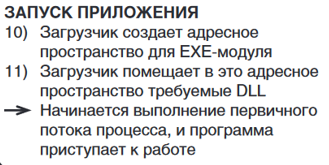 ЗАПУСК ПРИЛОЖЕНИЯ
10) Загрузчик создает адресное
пространство для EXE-модуля
11) Загрузчик помещает в это адресное
пространство требуемые DLL
→ Начинается выполнение первичного
потока процесса, и программа
приступает к работе